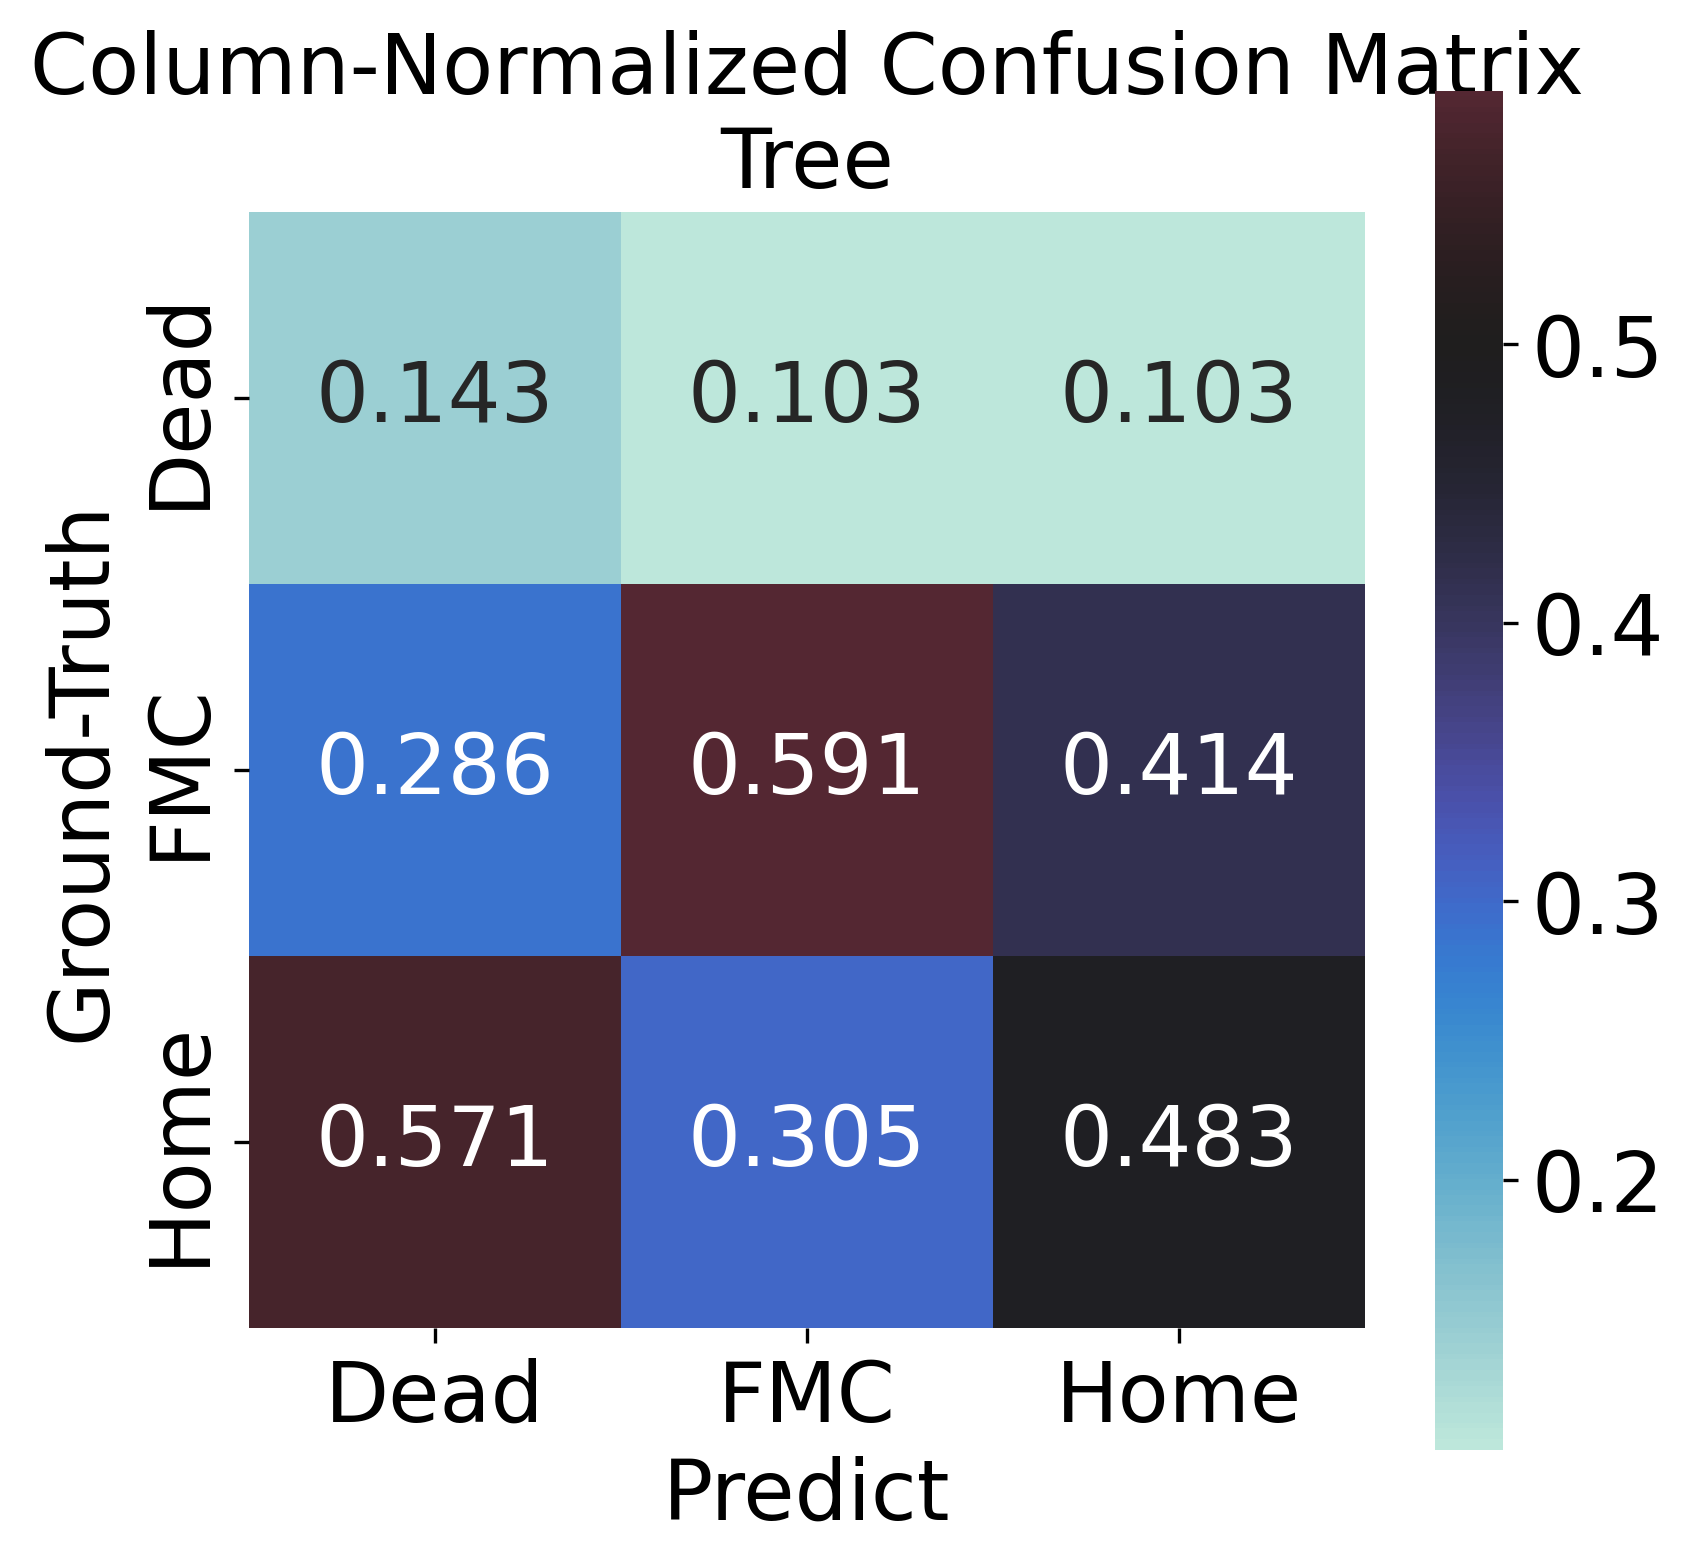 Column-Normalized Confusion Matrix
Tree
Ground-Truth
Dead
0.143 0.103 0.103
FMC
0.286 0.591 0.414
Home
0.571 0.305 0.483
Dead FMC Home
Predict
0.5
0.4
0.3
0.2